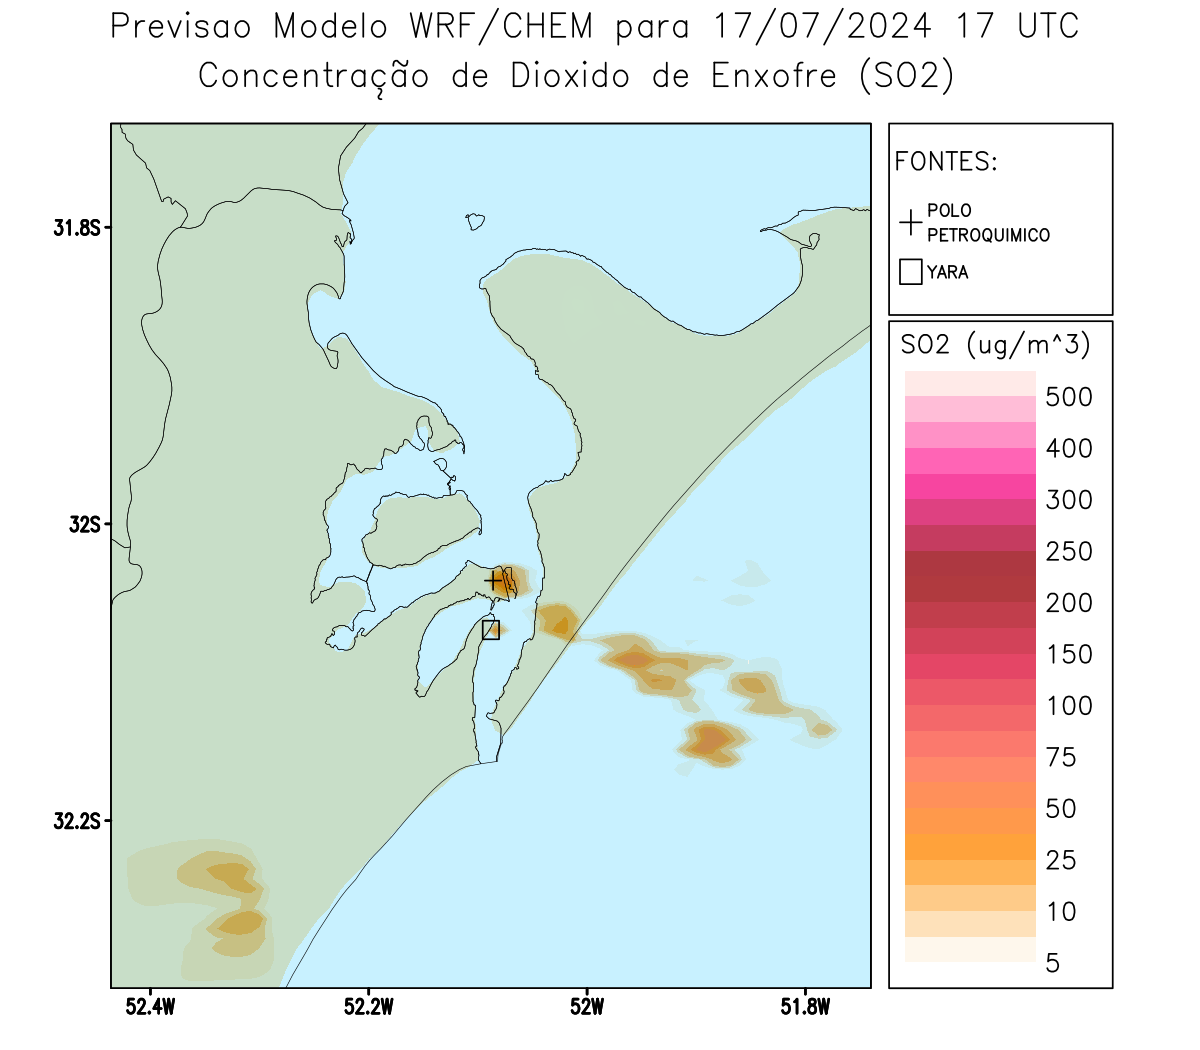 Previsao Modelo WRF/CHEM para 17/07/2024 17 UTC
Concentração de Dioxido de Enxofre (SO2)
FONTES:
POLO
PETROQUIMICO
YARA
31.8S
32S
32.2S
52.4W
52.2W
52W
51.8W
SO2 (ug/m^3)
500
400
300
250
200
150
100
75
50
25
10
5